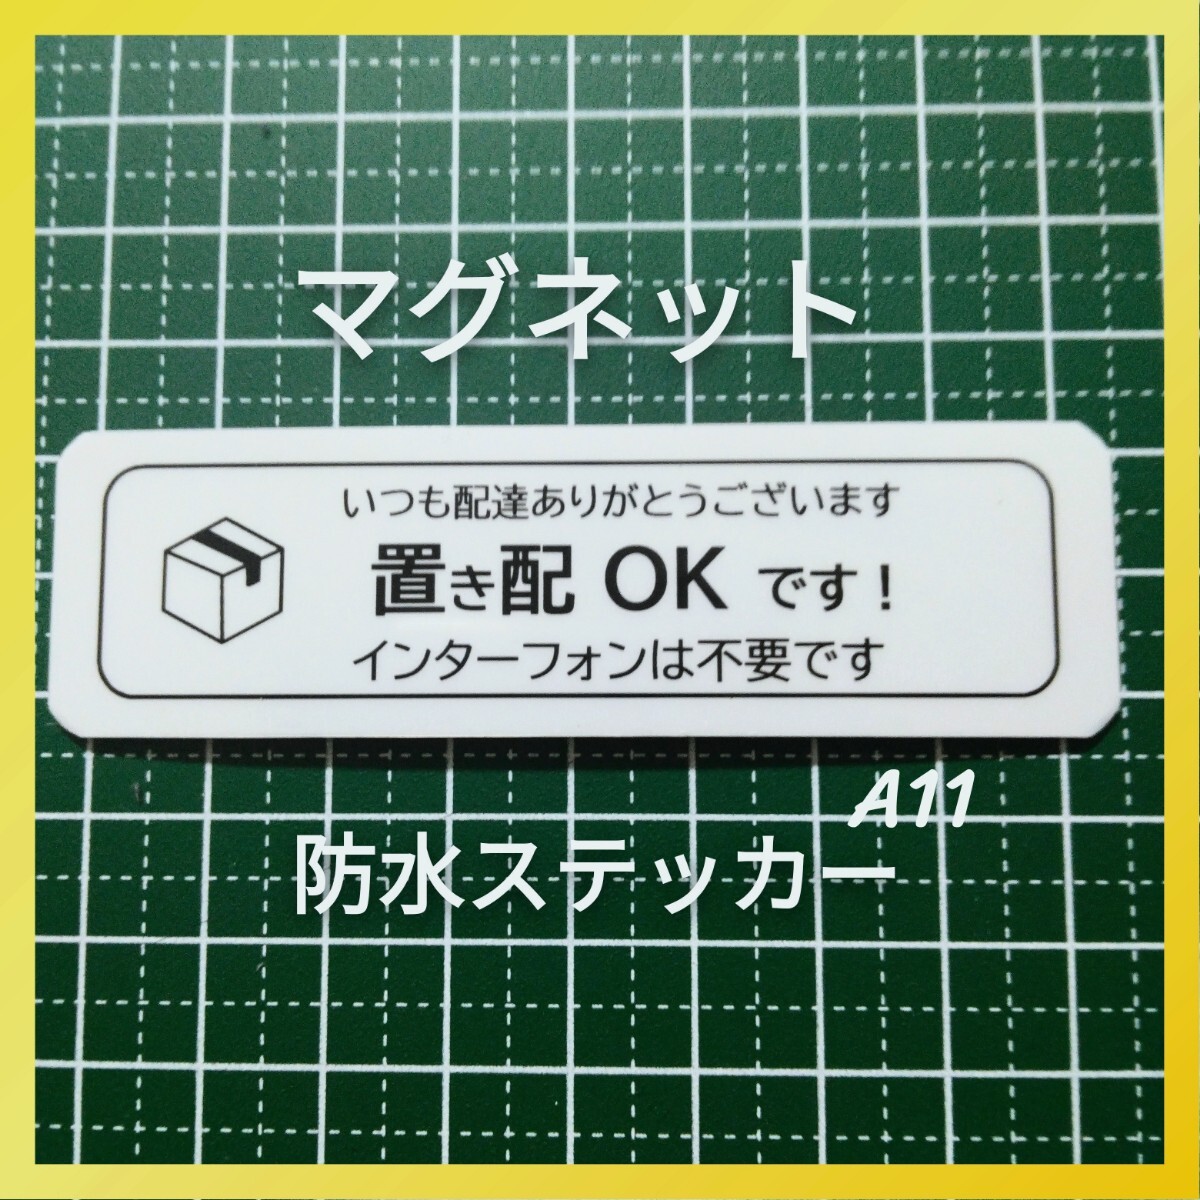 マグネット
いつも配達ありがとうございます
置き配 OK です！
インターフォンは不要です
A11
防水ステッカー